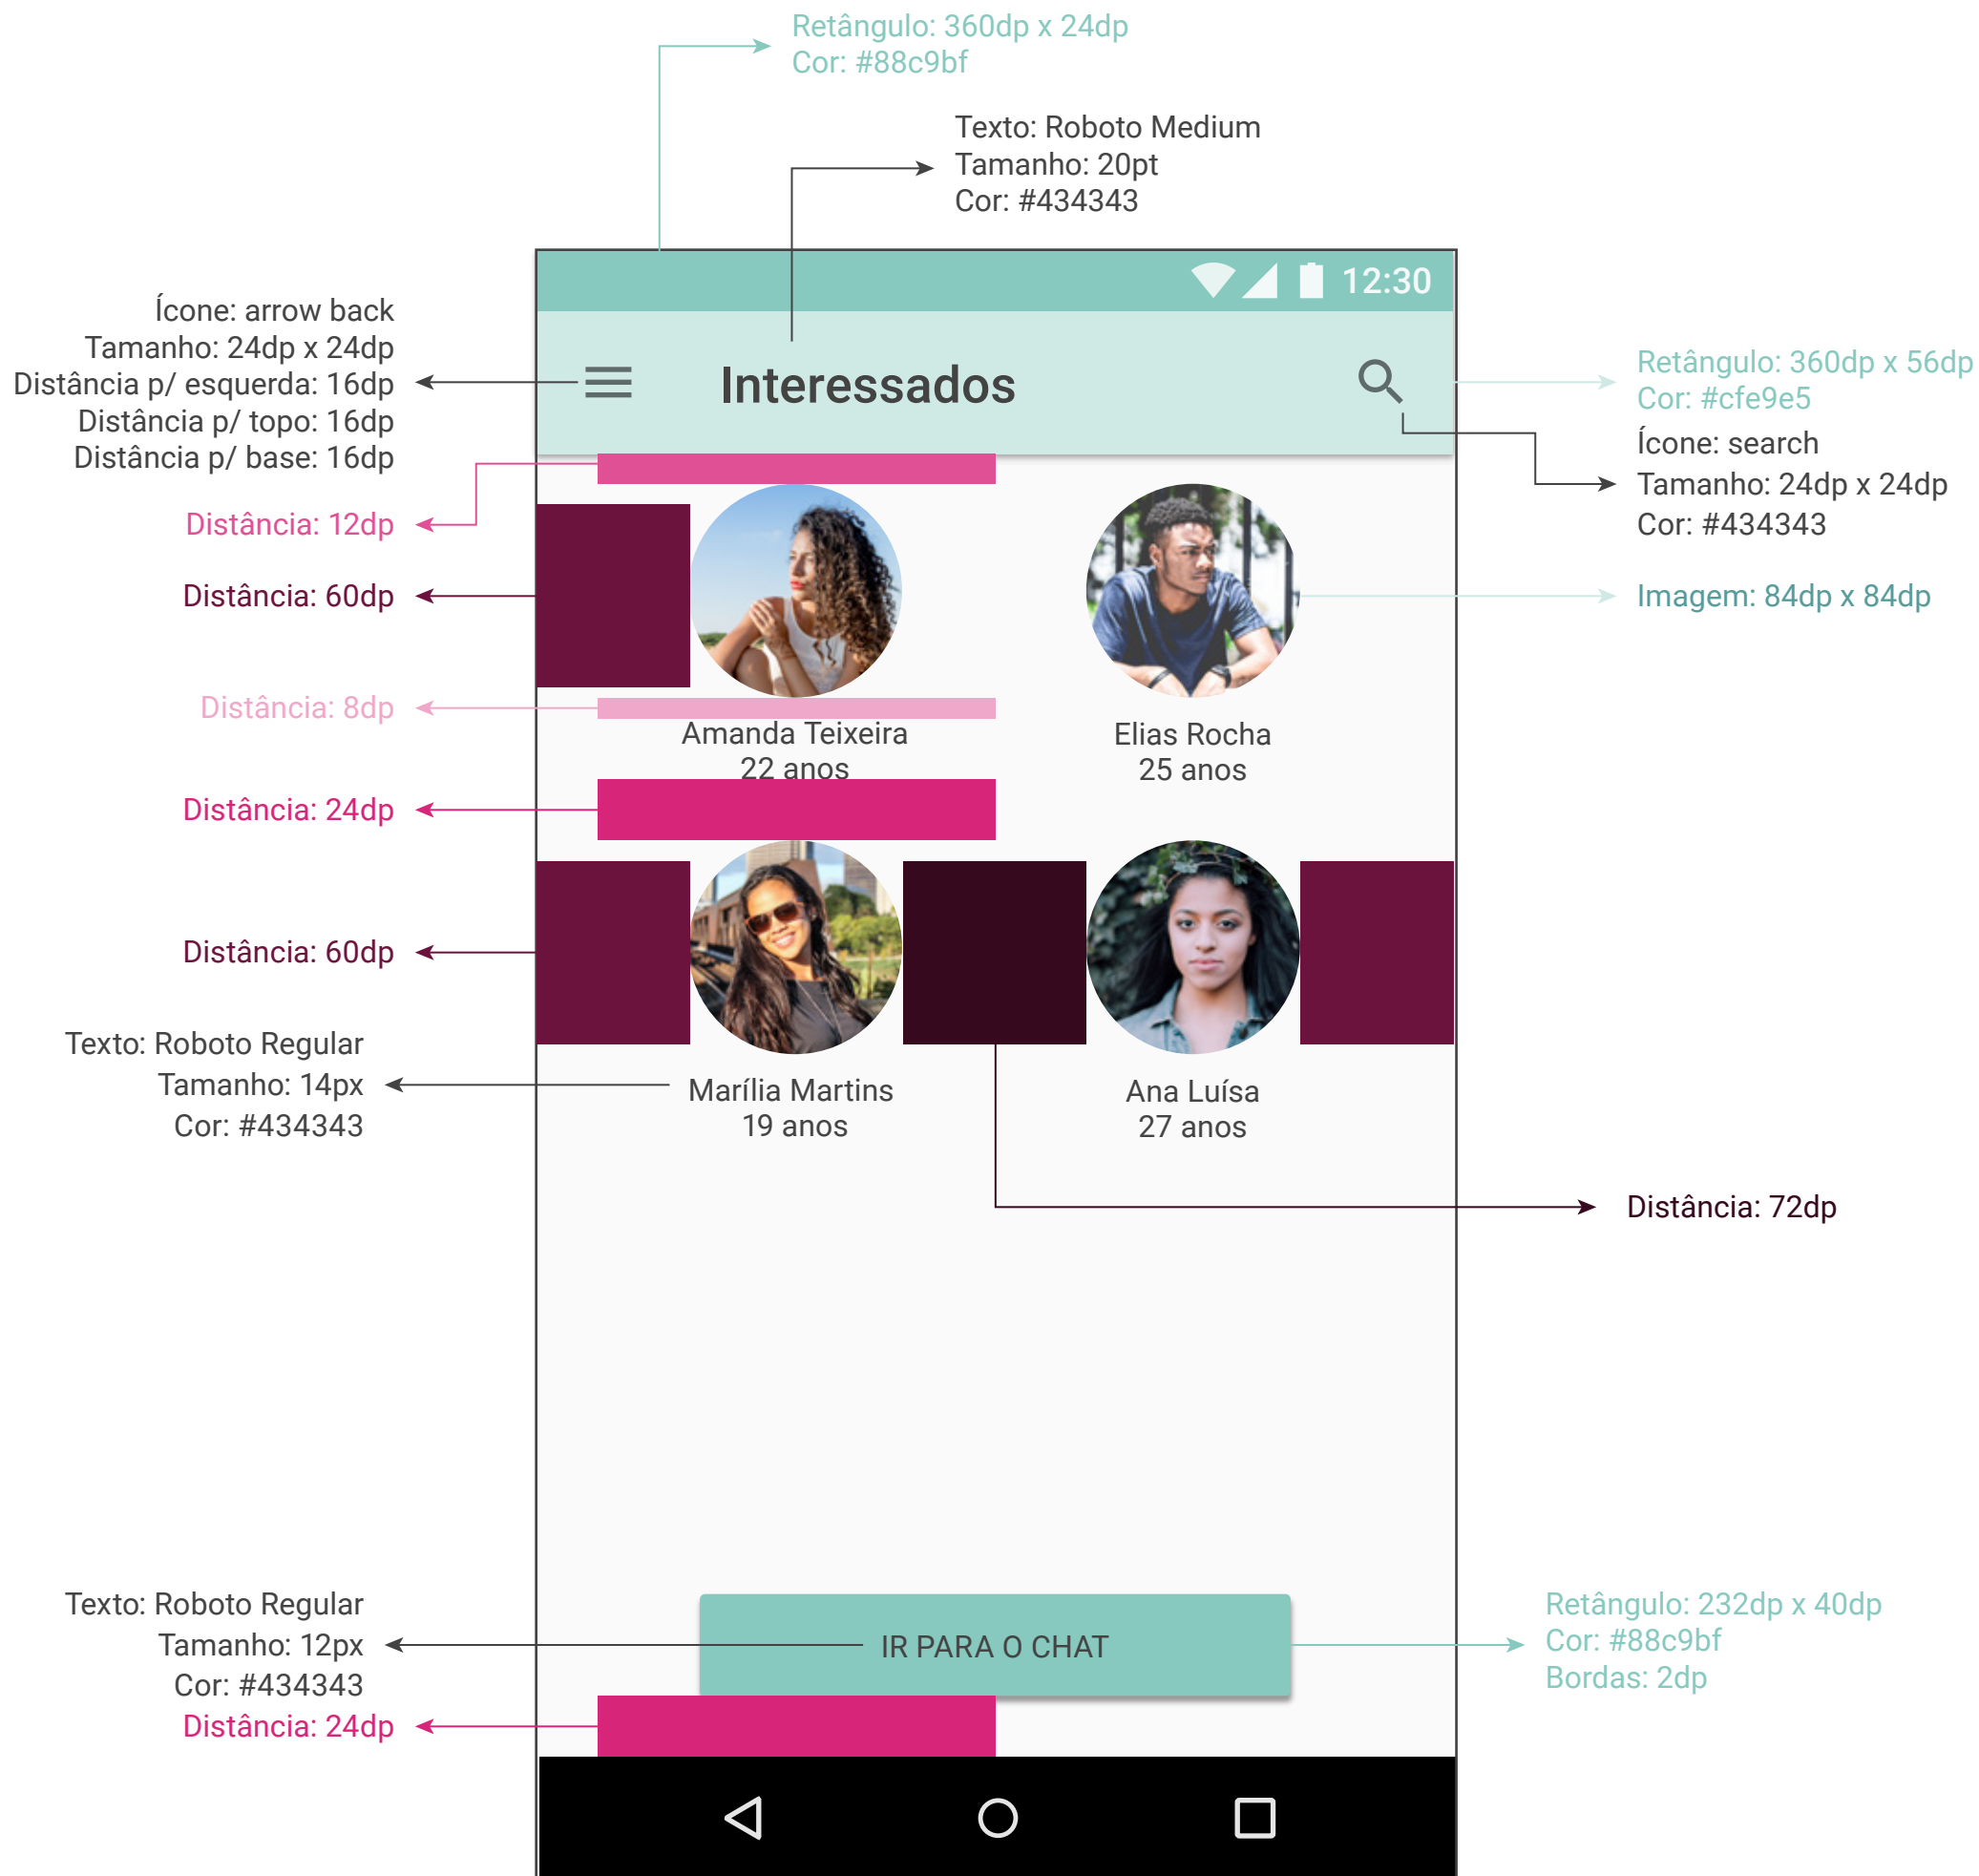 Retângulo: 360dp x 24dp
Cor: #88c9bf
Texto: Roboto Medium
Tamanho: 20pt
Cor: #434343
12:30
Ícone: arrow back
Tamanho: 24dp x 24dp
Distância p/ esquerda: 16dp
Distância p/ topo: 16dp
Distância p/ base: 16dp
Interessados
Retângulo: 360dp x 56dp
Cor: #cfe9e5
Ícone: search
Tamanho: 24dp x 24dp
Cor: #434343
Distância: 12dp
Distância: 60dp
Imagem: 84dp x 84dp
Distância: 8dp
Amanda Teixeira
22 anos
Elias Rocha
25 anos
Distância: 24dp
Distância: 60dp
Texto: Roboto Regular
Tamanho: 14px
Cor: #434343
Marília Martins
19 anos
Ana Luísa
27 anos
Distância: 72dp
Texto: Roboto Regular
Tamanho: 12px
Cor: #434343
IR PARA O CHAT
Retângulo: 232dp x 40dp
Cor: #88c9bf
Bordas: 2dp
Distância: 24dp